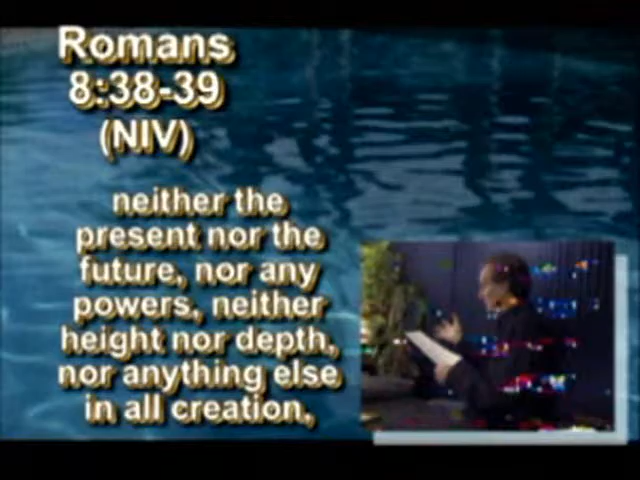 Romans
8:38-39
(NIV)
neither the
present nor the
future, nor any
powers, neither
height nor depth,
nor anything else
in all creation,